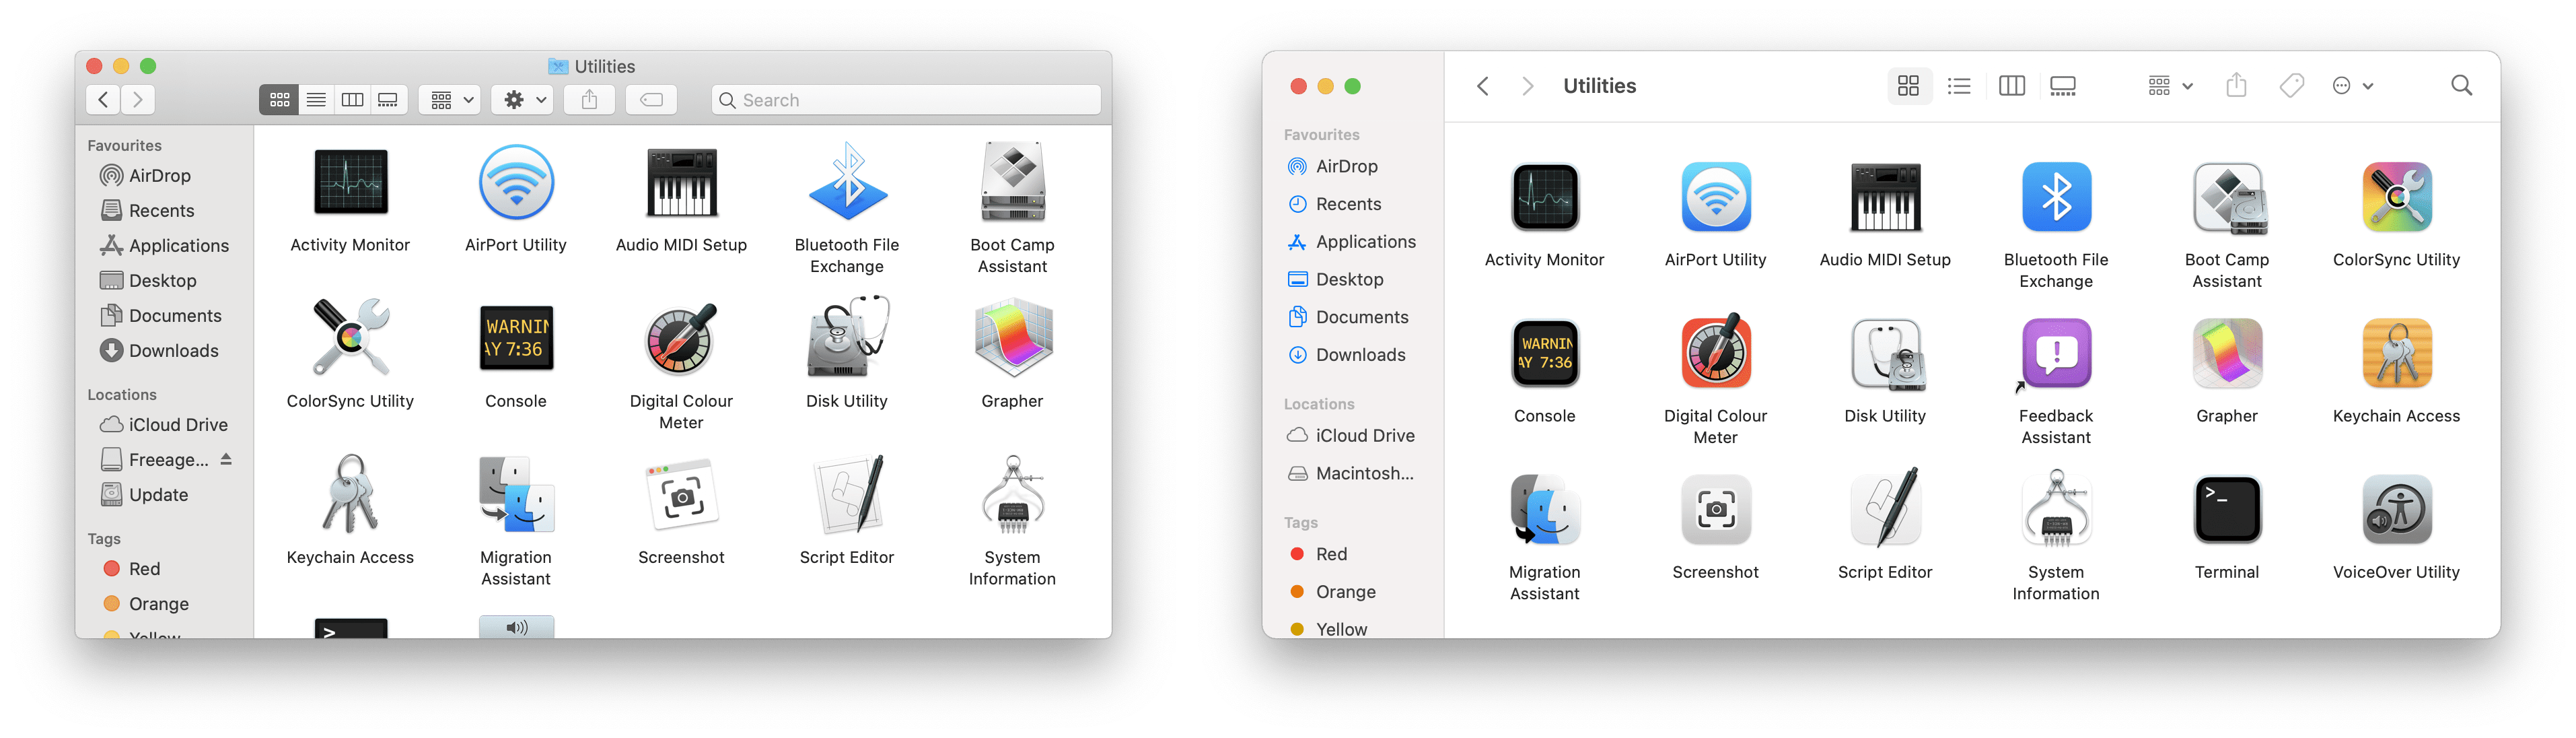 Utilities
Search
Favourites
AirDrop
Recents
Applications
Desktop
Documents
Downloads
Locations
iCloud Drive
Freeage...
Update
Tags
Red
Orange
Yellow
Activity Monitor
AirPort Utility
Audio MIDI Setup
Bluetooth File
Exchange
Boot Camp
Assistant
ColorSync Utility
WARNIN
AY 7:36
Console
Digital Colour
Meter
Disk Utility
Grapher
Keychain Access
Migration
Assistant
Screenshot
Script Editor
System
Information
>
Utilities
Favourites
AirDrop
Recents
Applications
Desktop
Documents
Downloads
Locations
iCloud Drive
Macintosh...
Tags
Red
Orange
Yellow
Activity Monitor
AirPort Utility
Audio MIDI Setup
Bluetooth File
Exchange
Boot Camp
Assistant
ColorSync Utility
WARNIN
AY 7:36
Console
Digital Colour
Meter
Disk Utility
Feedback
Assistant
Grapher
Keychain Access
Migration
Assistant
Screenshot
Script Editor
System
Information
>_
Terminal
VoiceOver Utility